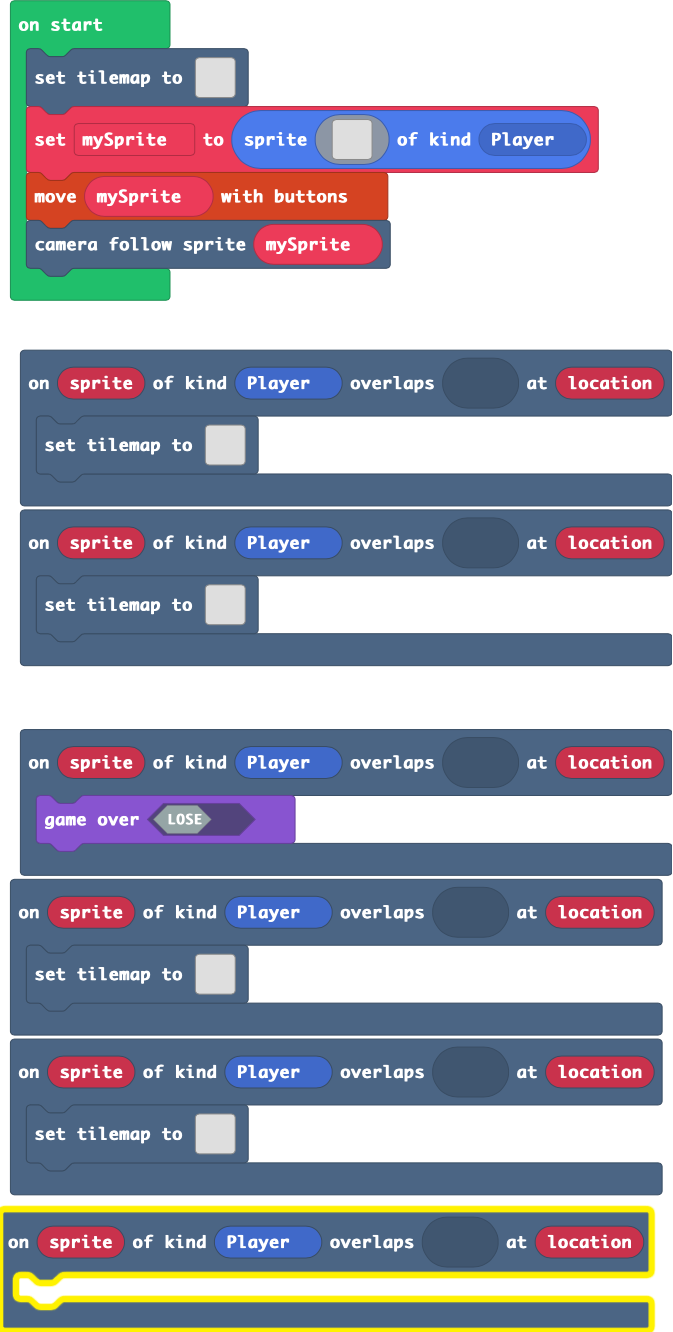 on start
set tilemap to
set mySprite to sprite of kind Player
move mySprite with buttons
camera follow sprite mySprite
on sprite of kind Player overlaps at location
set tilemap to
on sprite of kind Player overlaps at location
set tilemap to
on sprite of kind Player overlaps at location
game over LOSE
on sprite of kind Player overlaps at location
set tilemap to
on sprite of kind Player overlaps at location
set tilemap to
on sprite of kind Player overlaps at location